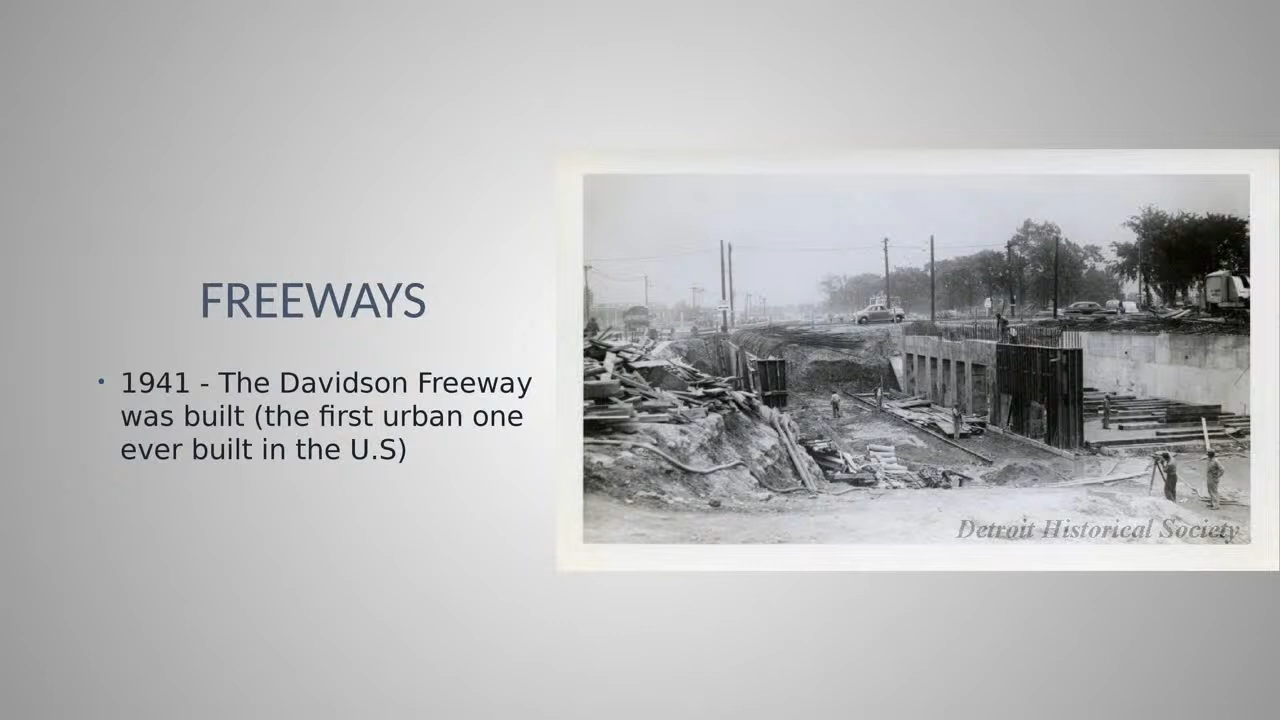 FREEWAYS
• 1941 - The Davidson Freeway
was built (the first urban one
ever built in the U.S)
Detroit Historical Society